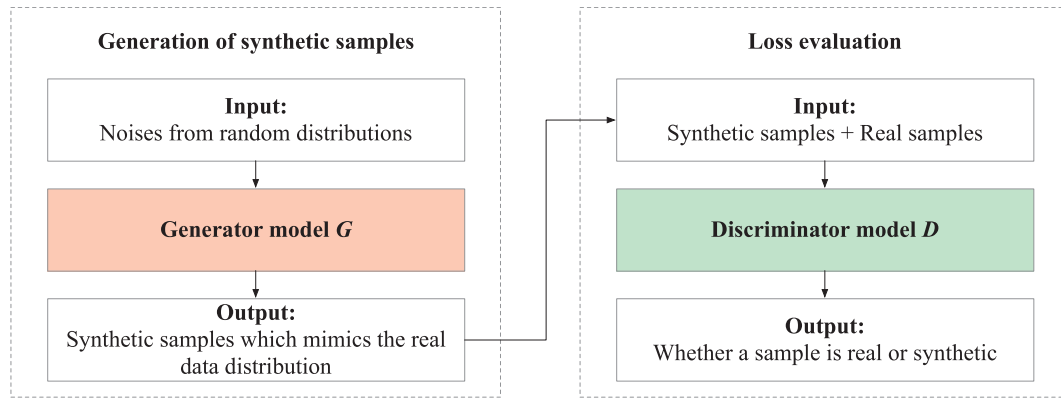 Generation of synthetic samples
Input:
Noises from random distributions
Generator model G
Output:
Synthetic samples which mimics the real
data distribution
Loss evaluation
Input:
Synthetic samples + Real samples
Discriminator model D
Output:
Whether a sample is real or synthetic